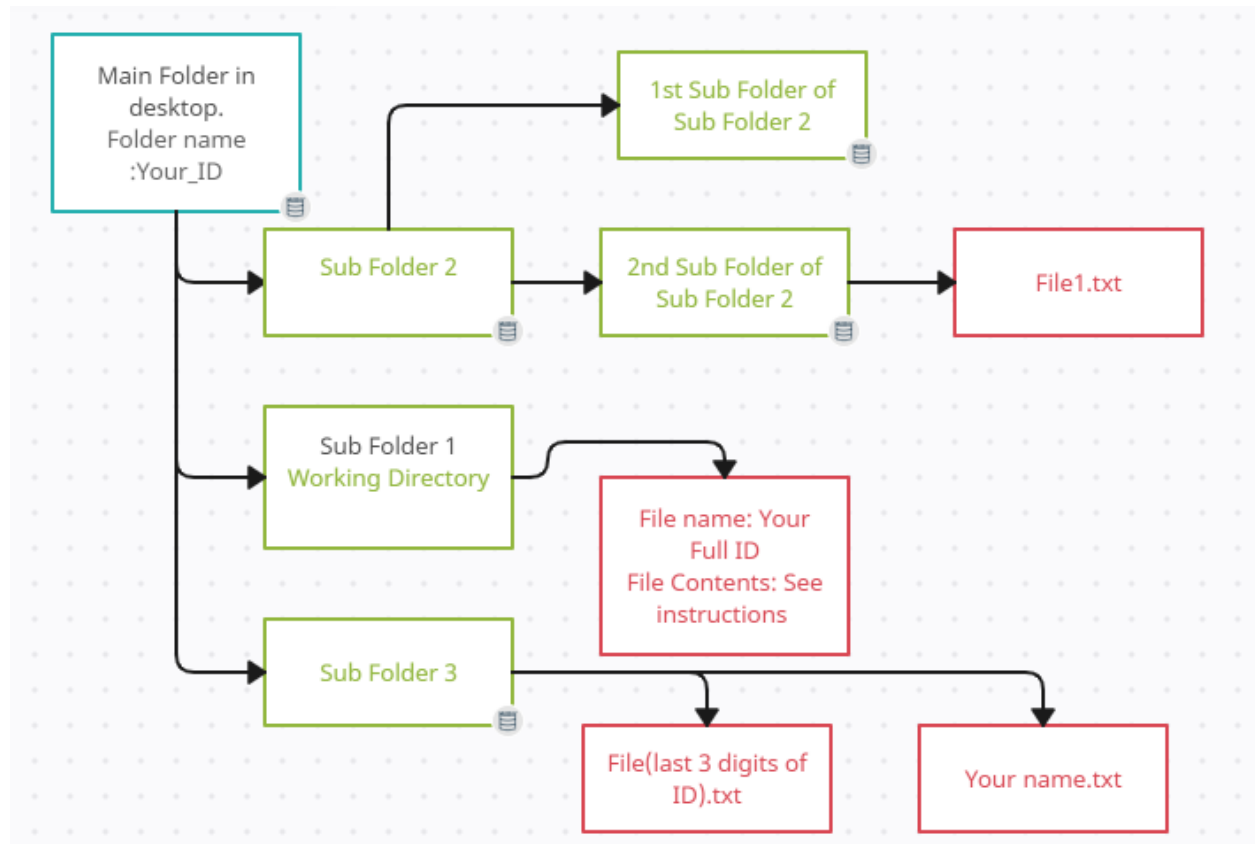 Main Folder in
desktop.
Folder name
:Your_ID
1st Sub Folder of
Sub Folder 2
Sub Folder 2
2nd Sub Folder of
Sub Folder 2
File1.txt
Sub Folder 1
Working Directory
File name: Your
Full ID
File Contents: See
instructions
Sub Folder 3
File(last 3 digits of
ID).txt
Your name.txt